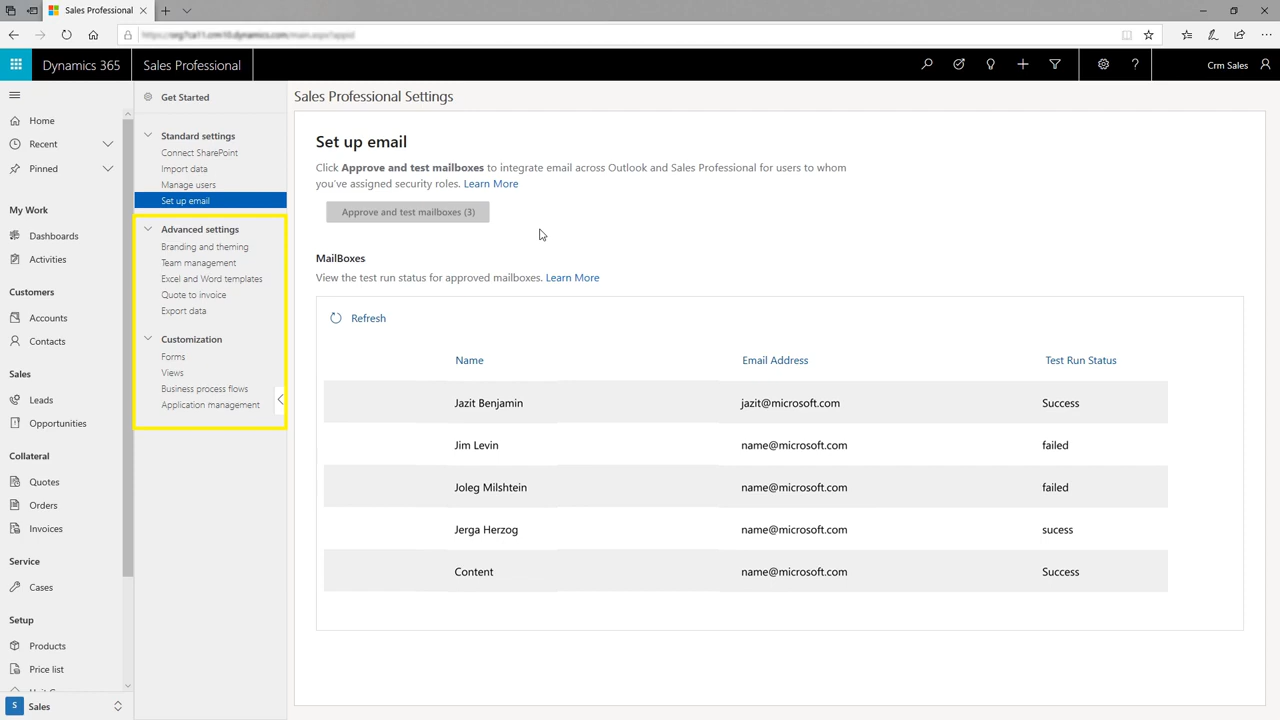 Sales Professional
Dynamics 365
Sales Professional
Crm Sales
Home
Recent
Pinned
My Work
Dashboards
Activities
Customers
Accounts
Contacts
Sales
Leads
Opportunities
Collateral
Quotes
Orders
Invoices
Service
Cases
Setup
Products
Price list
S
Sales
Get Started
Standard settings
Connect SharePoint
Import data
Manage users
Set up email
Advanced settings
Branding and theming
Team management
Excel and Word templates
Quote to invoice
Export data
Customization
Forms
Views
Business process flows
Application management
Sales Professional Settings
Set up email
Click Approve and test mailboxes to integrate email across Outlook and Sales Professional for users to whom
you've assigned security roles. Learn More
Approve and test mailboxes (3)
MailBoxes
View the test run status for approved mailboxes. Learn More
Refresh
Name Email Address Test Run Status
Jazit Benjamin jazit@microsoft.com Success
Jim Levin name@microsoft.com failed
Joleg Milshtein name@microsoft.com failed
Jerga Herzog name@microsoft.com sucess
Content name@microsoft.com Success